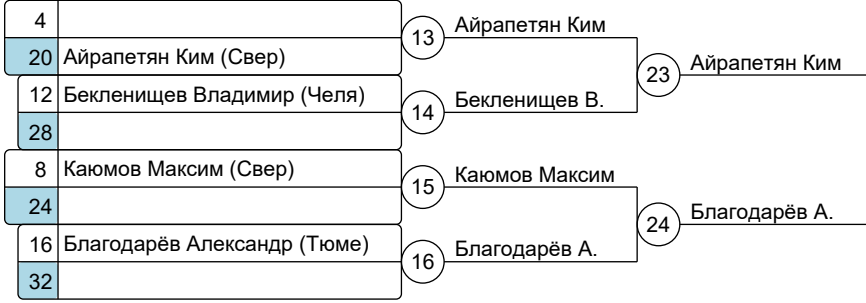 4
13
Айрапетян Ким
20 Айрапетян Ким (Свер)
23
Айрапетян Ким
12 Бекленищев Владимир (Челя)
14
Бекленищев В.
28
8 Каюмов Максим (Свер)
15
Каюмов Максим
24
24
Благодарёв А.
16 Благодарёв Александр (Тюме)
16
Благодарёв А.
32